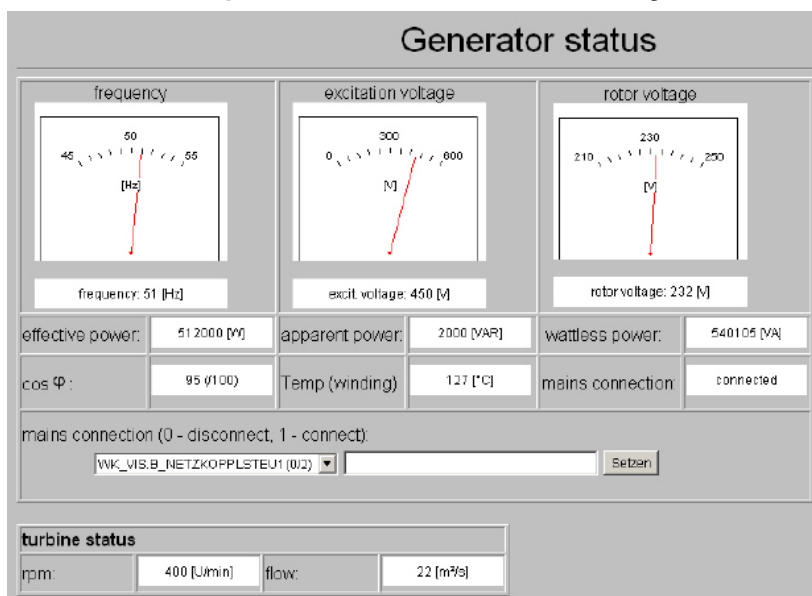 Generator status
frequency
excitation voltage
rotor voltage
50
45 55
[Hz]
300
0 600
[V]
230
210 250
[V]
frequency: 51 [Hz]
excit. voltage: 450 [V]
rotor voltage: 232 [V]
effective power: 512000 [W] apparent power: 2000 [VAR] wattless power: 540105 [VA]
cos φ : 95 (/100) Temp (winding) 127 [°C] mains connection: connected
mains connection (0 - disconnect, 1 - connect):
WK_VIS.B_NETZKOPPLSTEU1 (0/2) Setzen
turbine status
rpm: 400 [U/min] flow: 22 [m³/s]